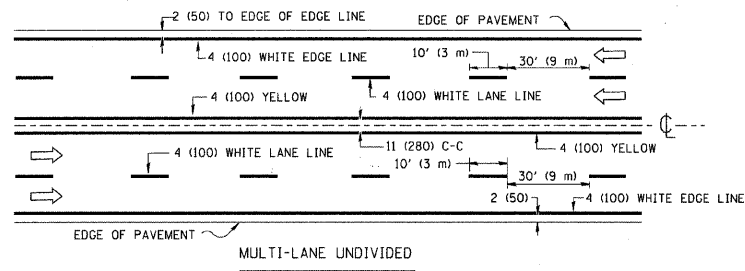 2 (50) TO EDGE OF EDGE LINE
EDGE OF PAVEMENT
4 (100) WHITE EDGE LINE
10' (3 m)
30' (9 m)
4 (100) YELLOW
4 (100) WHITE LANE LINE
4 (100) WHITE LANE LINE
11 (280) C-C
4 (100) YELLOW
10' (3 m)
30' (9 m)
2 (50)
4 (100) WHITE EDGE LINE
EDGE OF PAVEMENT
MULTI-LANE UNDIVIDED